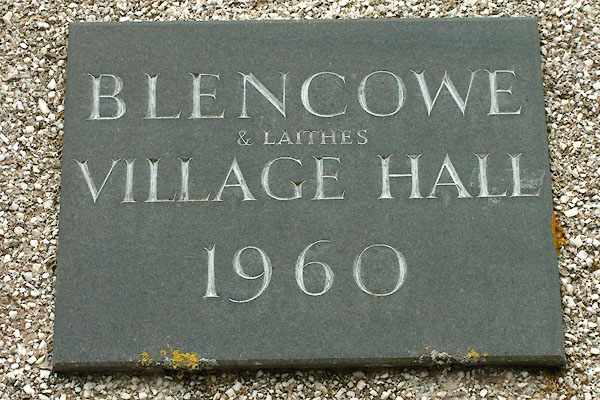 BLENCOWE
& LAITHES
VILLAGE HALL
1960